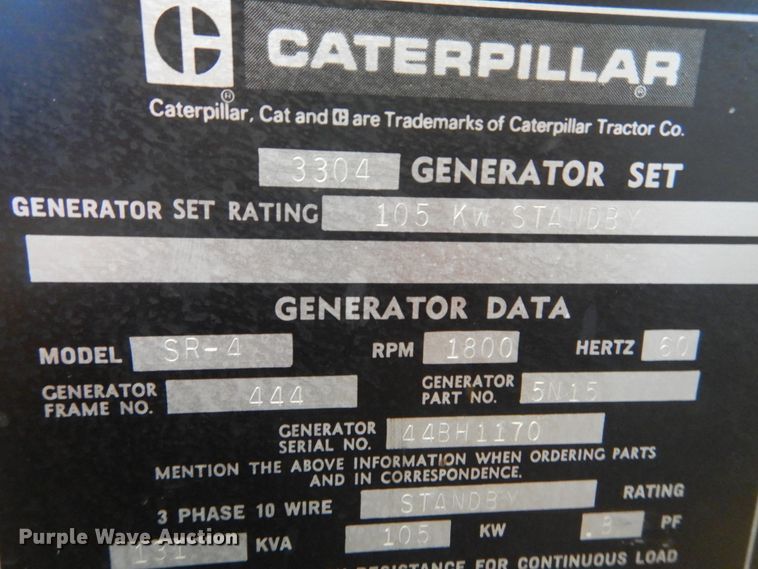 CATERPILLAR
Caterpillar, Cat and C are Trademarks of Caterpillar Tractor Co.
3304 GENERATOR SET
GENERATOR SET RATING 105 KW STANDBY
GENERATOR DATA
MODEL SR-4 RPM 1800 HERTZ 60
GENERATOR FRAME NO. 444 GENERATOR PART NO. 5N15
GENERATOR SERIAL NO. 44BH1170
MENTION THE ABOVE INFORMATION WHEN ORDERING PARTS
AND IN CORRESPONDENCE.
3 PHASE 10 WIRE STANDBY RATING
131 KVA 105 KW .8 PF
RESISTANCE FOR CONTINUOUS LOAD
Purple Wave Auction